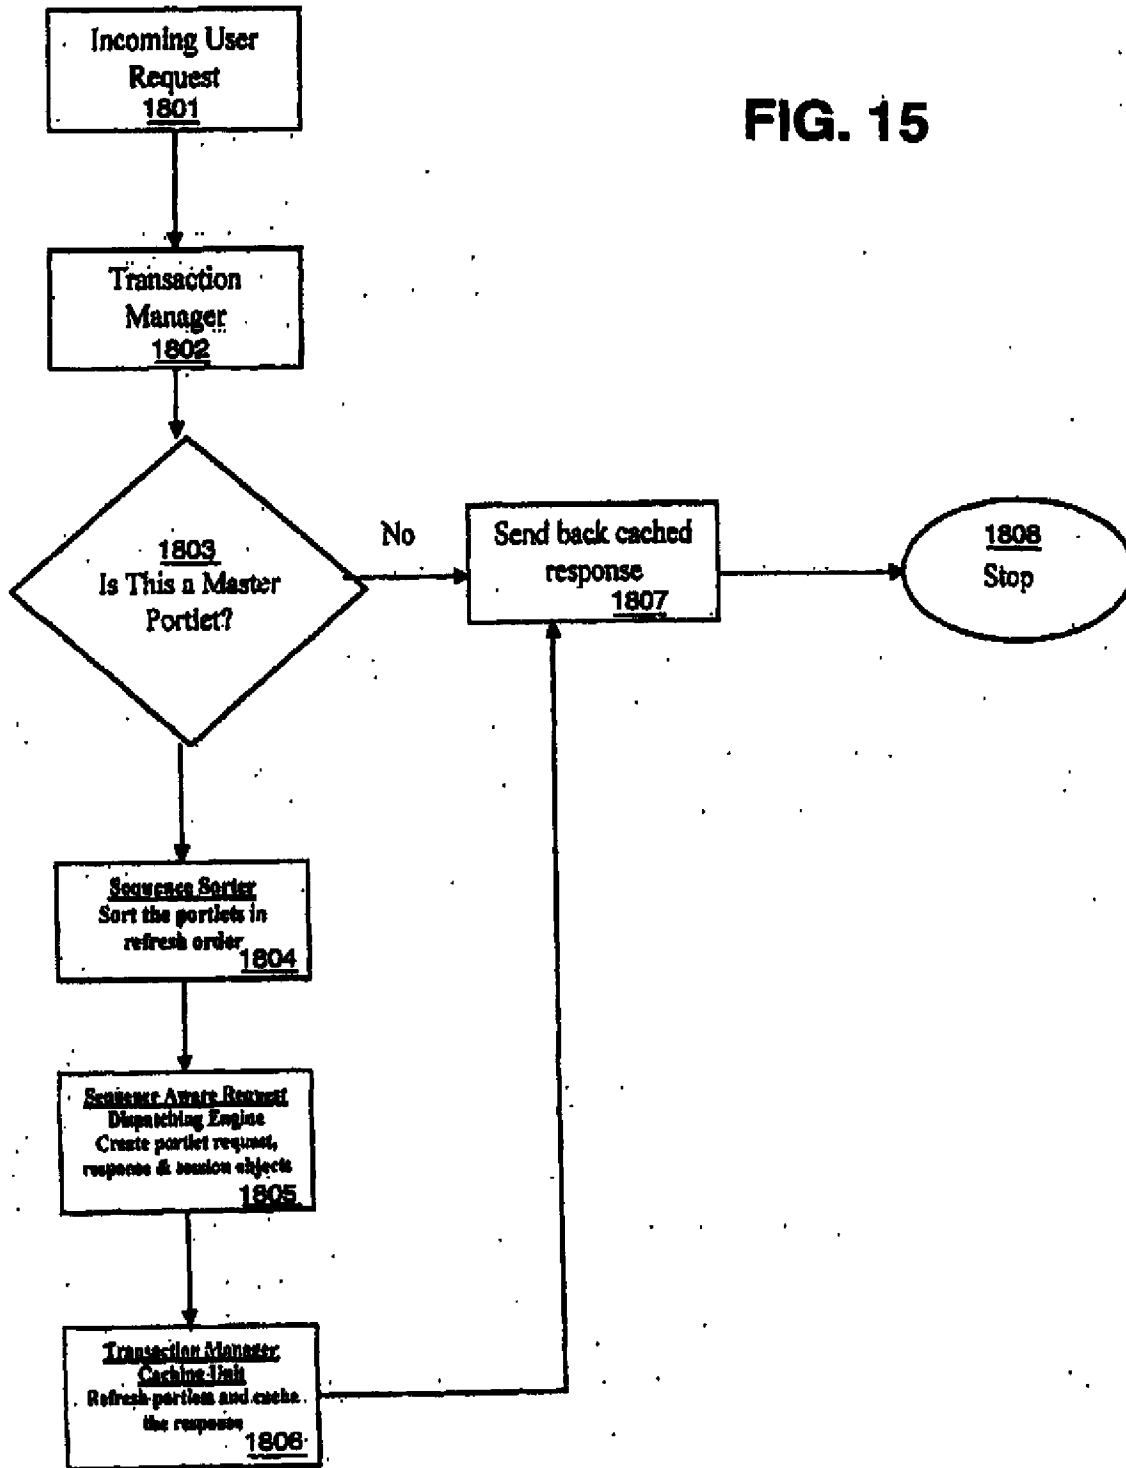 Incoming User
Request
1801
FIG. 15
Transaction
Manager
1802
1803
Is This a Master
Portlet?
No
Send back cached
response
1807
1808
Stop
Sequence Sorter
Sort the portlets in
refresh order
1804
Sequence Aware Request
Dispatching Engine
Create portlet request,
response & session objects
1805
Transaction Manager
Caching Unit
Refresh portlets and cache
the response
1806